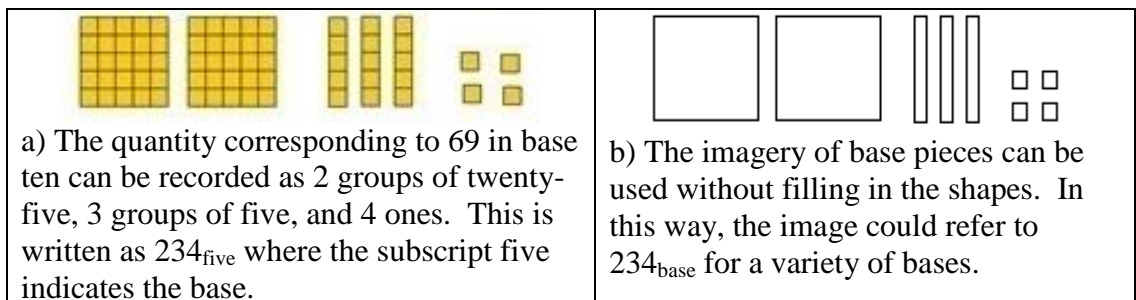 a) The quantity corresponding to 69 in base
ten can be recorded as 2 groups of twenty-
five, 3 groups of five, and 4 ones.  This is
written as 234five where the subscript five
indicates the base.
b) The imagery of base pieces can be
used without filling in the shapes.  In
this way, the image could refer to
234base for a variety of bases.